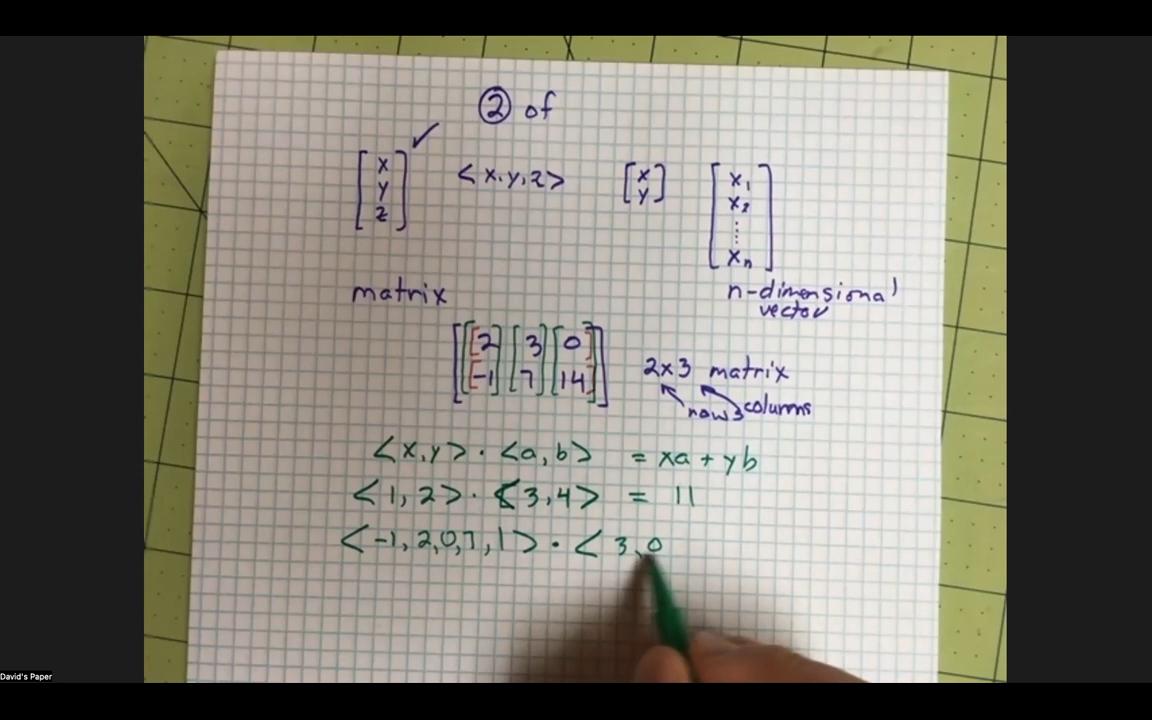 ② of
[x y z] <x,y,z> [x y] [x₁ x₂ ⋮ xₙ]
matrix
n-dimensional
vector
[[2 -1] [3 7] [0 14]]
2x3 matrix
rows
columns
<x,y> · <a,b> = xa + yb
<1,2> · <3,4> = 11
<-1,2,0,7,1> · <3,0
David's Paper